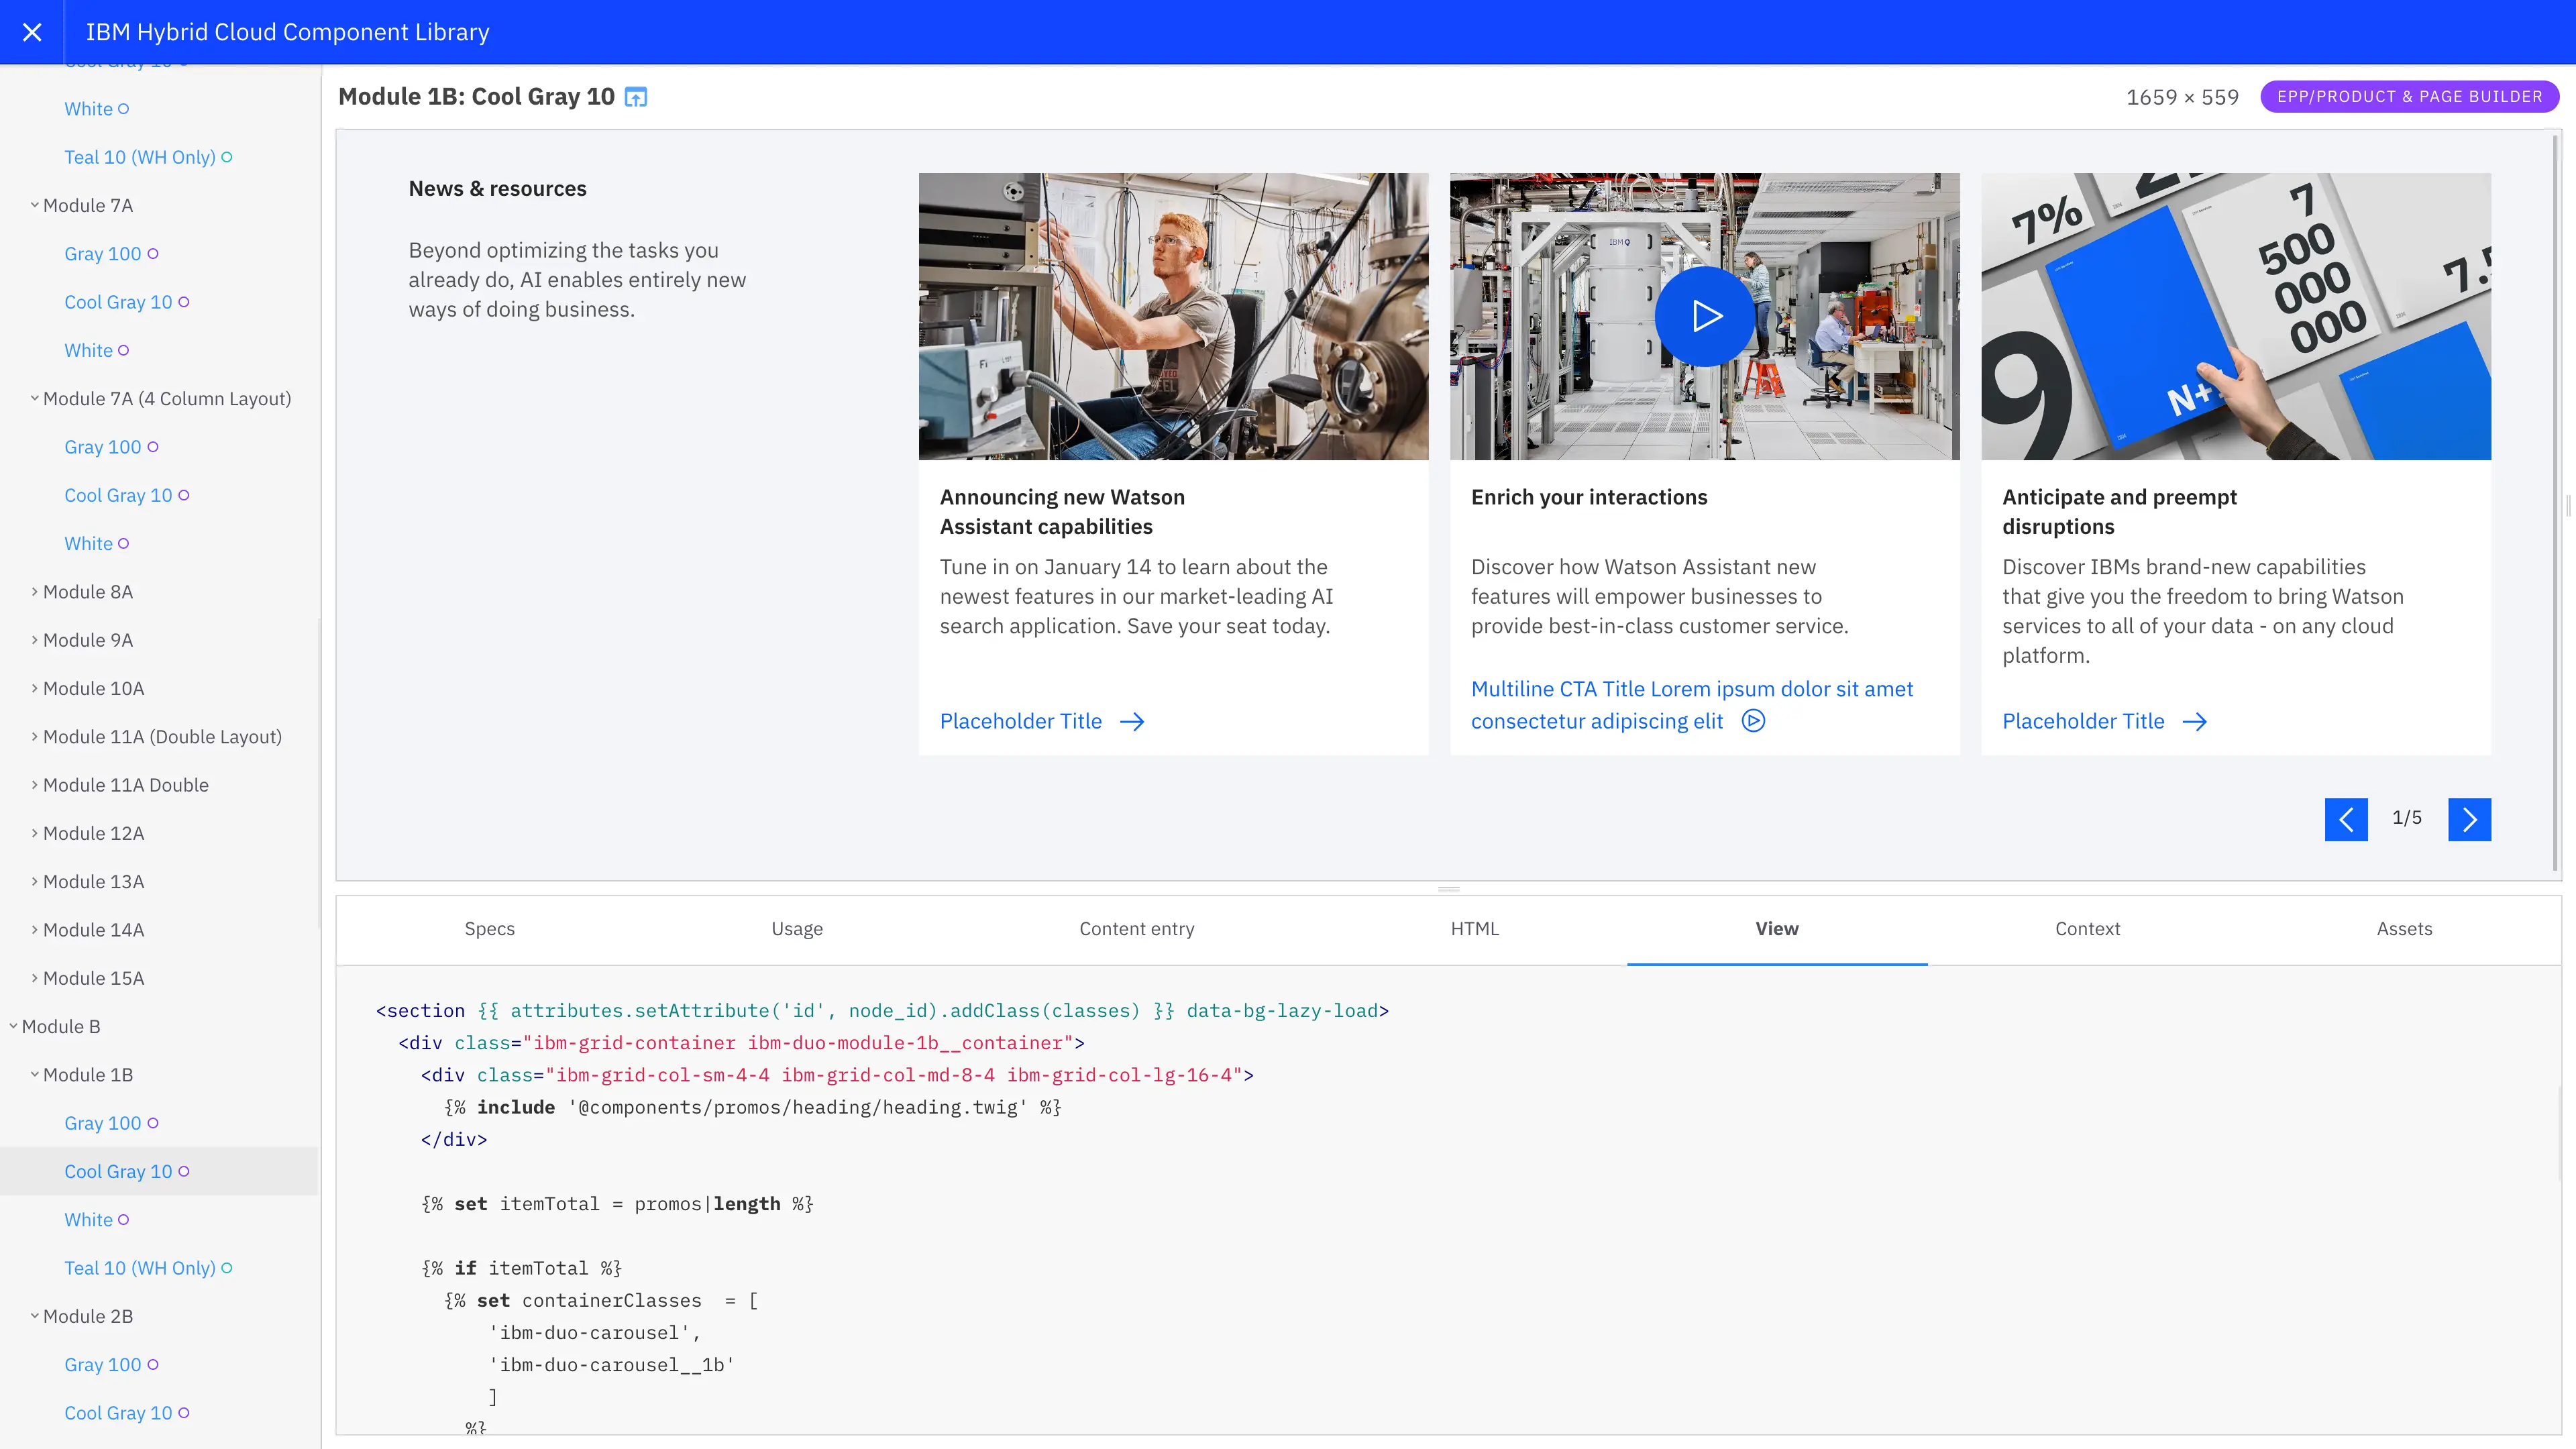 IBM Hybrid Cloud Component Library
Cool Gray 10
White
Teal 10 (WH Only)
Module 7A
Gray 100
Cool Gray 10
White
Module 7A (4 Column Layout)
Gray 100
Cool Gray 10
White
Module 8A
Module 9A
Module 10A
Module 11A (Double Layout)
Module 11A Double
Module 12A
Module 13A
Module 14A
Module 15A
Module B
Module 1B
Gray 100
Cool Gray 10
White
Teal 10 (WH Only)
Module 2B
Gray 100
Cool Gray 10
Module 1B: Cool Gray 10
1659 × 559
EPP/PRODUCT & PAGE BUILDER
News & resources
Beyond optimizing the tasks you
already do, AI enables entirely new
ways of doing business.
Announcing new Watson
Assistant capabilities
Tune in on January 14 to learn about the
newest features in our market-leading AI
search application. Save your seat today.
Placeholder Title
IBM Q
Enrich your interactions
Discover how Watson Assistant new
features will empower businesses to
provide best-in-class customer service.
Multiline CTA Title Lorem ipsum dolor sit amet
consectetur adipiscing elit
7%
7
500
000
000
7.5
9
N+
Anticipate and preempt
disruptions
Discover IBMs brand-new capabilities
that give you the freedom to bring Watson
services to all of your data - on any cloud
platform.
Placeholder Title
1/5
Specs
Usage
Content entry
HTML
View
Context
Assets
<section {{ attributes.setAttribute('id', node_id).addClass(classes) }} data-bg-lazy-load>
<div class="ibm-grid-container ibm-duo-module-1b__container">
<div class="ibm-grid-col-sm-4-4 ibm-grid-col-md-8-4 ibm-grid-col-lg-16-4">
{% include '@components/promos/heading/heading.twig' %}
</div>
{% set itemTotal = promos|length %}
{% if itemTotal %}
{% set containerClasses  = [
'ibm-duo-carousel',
'ibm-duo-carousel__1b'
]
%}